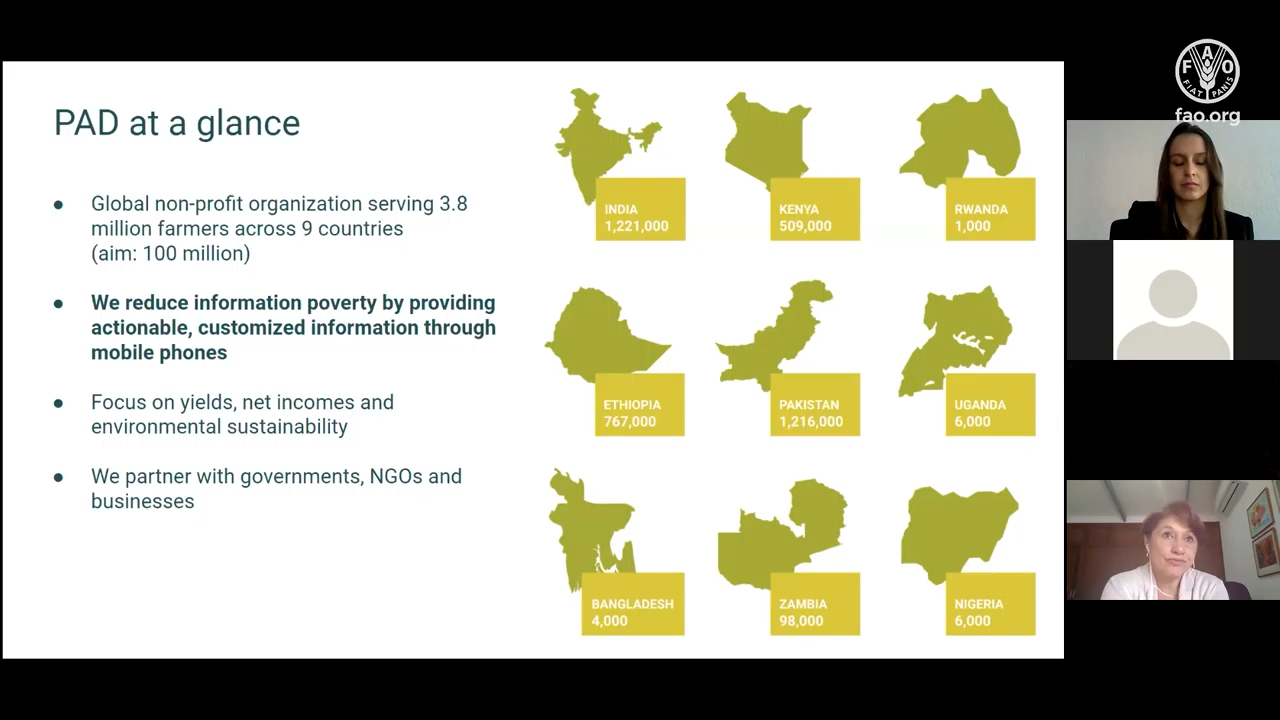 PAD at a glance
● Global non-profit organization serving 3.8
million farmers across 9 countries
(aim: 100 million)
● We reduce information poverty by providing
actionable, customized information through
mobile phones
● Focus on yields, net incomes and
environmental sustainability
● We partner with governments, NGOs and
businesses
INDIA
1,221,000
KENYA
509,000
RWANDA
1,000
ETHIOPIA
767,000
PAKISTAN
1,216,000
UGANDA
6,000
BANGLADESH
4,000
ZAMBIA
98,000
NIGERIA
6,000
F A O
FIAT PANIS
fao.org